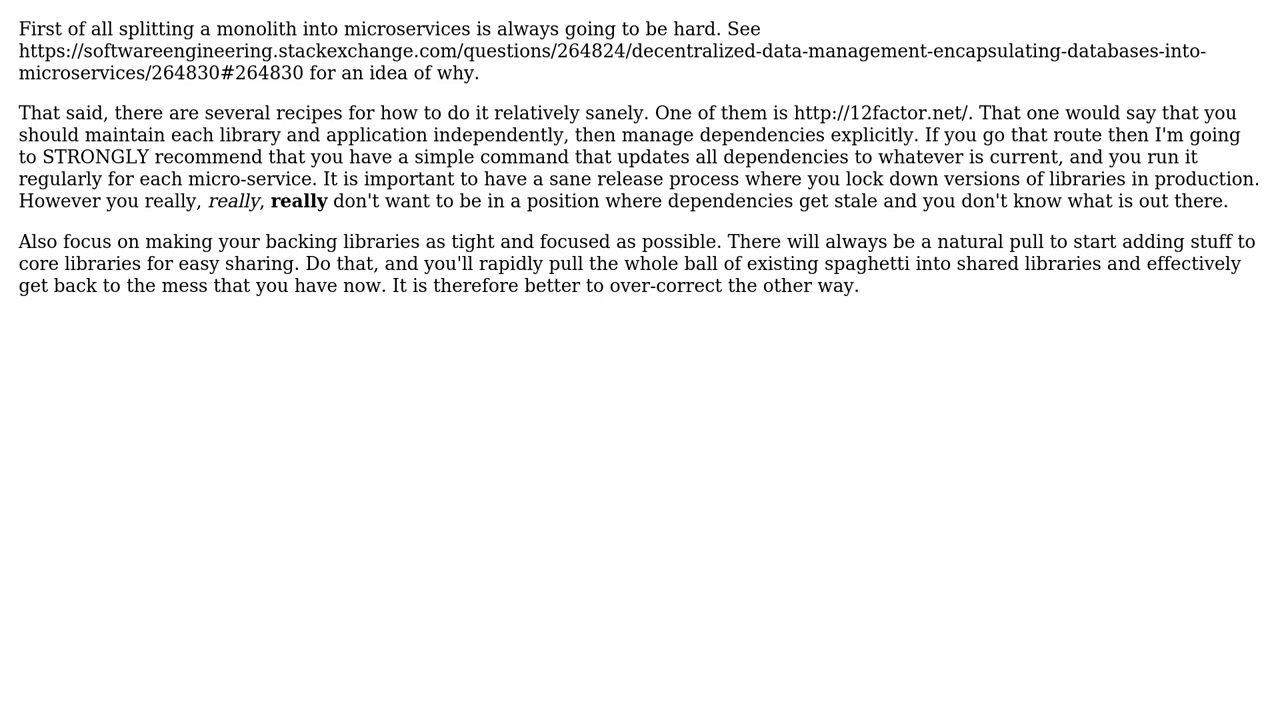 First of all splitting a monolith into microservices is always going to be hard. See
https://softwareengineering.stackexchange.com/questions/264824/decentralized-data-management-encapsulating-databases-into-
microservices/264830#264830 for an idea of why.
That said, there are several recipes for how to do it relatively sanely. One of them is http://12factor.net/. That one would say that you
should maintain each library and application independently, then manage dependencies explicitly. If you go that route then I'm going
to STRONGLY recommend that you have a simple command that updates all dependencies to whatever is current, and you run it
regularly for each micro-service. It is important to have a sane release process where you lock down versions of libraries in production.
However you really, really, really don't want to be in a position where dependencies get stale and you don't know what is out there.
Also focus on making your backing libraries as tight and focused as possible. There will always be a natural pull to start adding stuff to
core libraries for easy sharing. Do that, and you'll rapidly pull the whole ball of existing spaghetti into shared libraries and effectively
get back to the mess that you have now. It is therefore better to over-correct the other way.